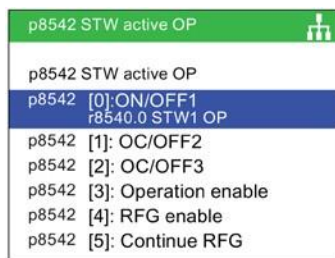 p8542 STW active OP
p8542 STW active OP
p8542 [0]:ON/OFF1
r8540.0 STW1 OP
p8542 [1]: OC/OFF2
p8542 [2]: OC/OFF3
p8542 [3]: Operation enable
p8542 [4]: RFG enable
p8542 [5]: Continue RFG